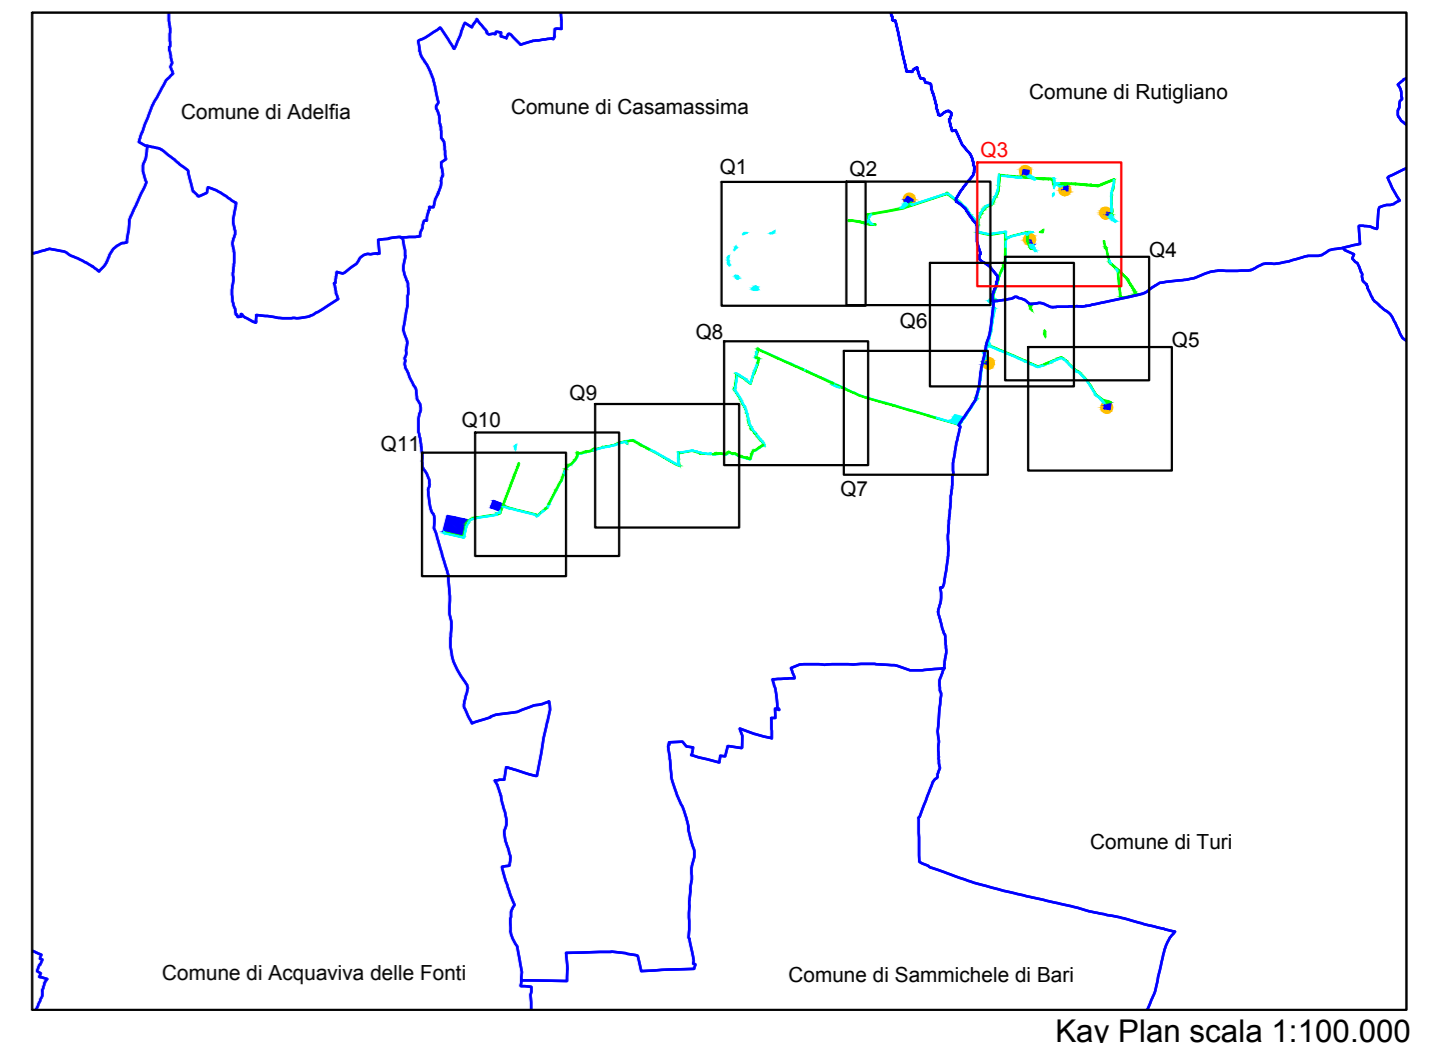 Comune di Adelfia
Comune di Casamassima
Comune di Rutigliano
Q1
Q2
Q3
Q4
Q5
Q6
Q7
Q8
Q9
Q10
Q11
Comune di Turi
Comune di Acquaviva delle Fonti
Comune di Sammichele di Bari
Kay Plan scala 1:100.000